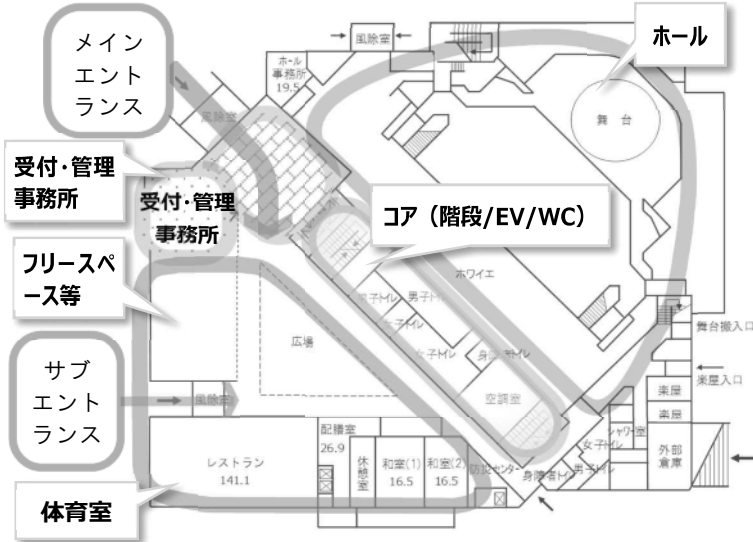 メイン
エント
ランス
風除室
ホール
事務所
19.5
ホール
舞 台
風除室
受付・管理
事務所
受付・管理
事務所
コア（階段/EV/WC）
フリースペ
ース等
ホワイエ
男子トイレ
男子トイレ
広場
女子トイレ
女子トイレ
身障者トイレ
空調室
舞台搬入口
楽屋入口
サブ
エント
ランス
風除室
楽屋
楽屋
シャワー室
女子トイレ
外部
倉庫
配膳室
26.9
レストラン
141.1
休憩室
和室(1)
16.5
和室(2)
16.5
防災センター
身障者トイレ
男子トイレ
体育室